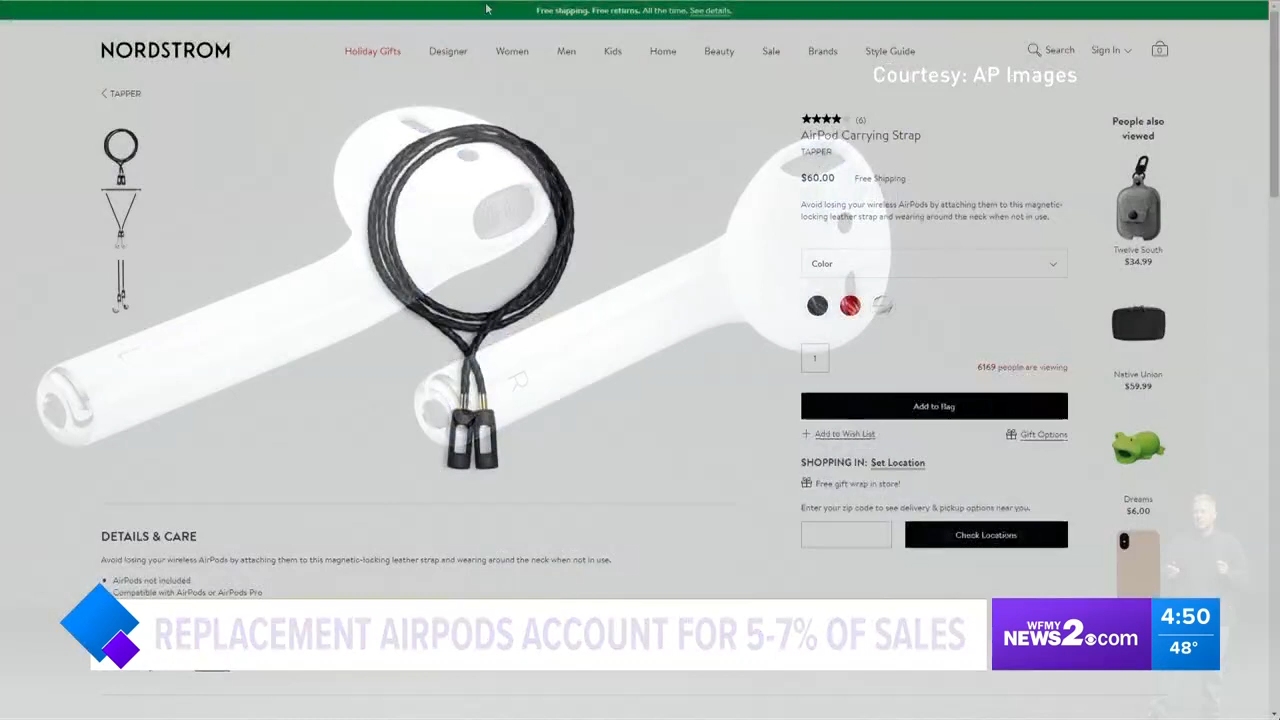 Free shipping. Free returns. All the time. See details.
NORDSTROM
Holiday Gifts Designer Women Men Kids Home Beauty Sale Brands Style Guide
Search Sign In 0
Courtesy: AP Images
TAPPER
(6)
AirPod Carrying Strap
TAPPER
$60.00 Free Shipping
Avoid losing your wireless AirPods by attaching them to this magnetic-
locking leather strap and wearing around the neck when not in use.
Color
1
6169 people are viewing
Add to Bag
Add to Wish List Gift Options
SHOPPING IN: Set Location
Free gift wrap in store!
Enter your zip code to see delivery & pickup options near you.
Check Locations
People also
viewed
Twelve South
$34.99
Native Union
$59.99
Dreams
$6.00
L
R
DETAILS & CARE
Avoid losing your wireless AirPods by attaching them to this magnetic-locking leather strap and wearing around the neck when not in use.
AirPods not included
Compatible with AirPods or AirPods Pro
REPLACEMENT ACCOUNT FOR 5-7% OF SALES
WFMY
NEWS2 com
4:50
48°